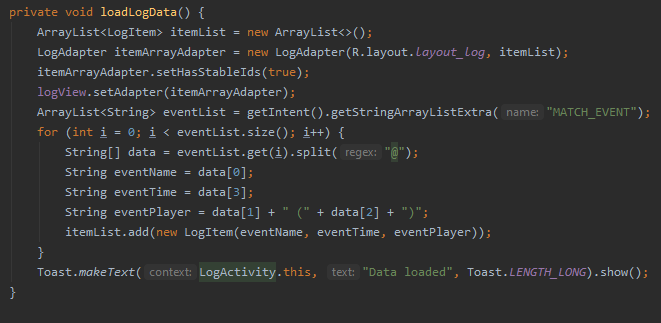 private void loadLogData() {
ArrayList<LogItem> itemList = new ArrayList<>();
LogAdapter itemArrayAdapter = new LogAdapter(R.layout.layout_log, itemList);
itemArrayAdapter.setHasStableIds(true);
logView.setAdapter(itemArrayAdapter);
ArrayList<String> eventList = getIntent().getStringArrayListExtra( name: "MATCH_EVENT");
for (int i = 0; i < eventList.size(); i++) {
String[] data = eventList.get(i).split( regex: "@");
String eventName = data[0];
String eventTime = data[3];
String eventPlayer = data[1] + " (" + data[2] + ")";
itemList.add(new LogItem(eventName, eventTime, eventPlayer));
}
Toast.makeText( context: LogActivity.this, text: "Data loaded", Toast.LENGTH_LONG).show();
}